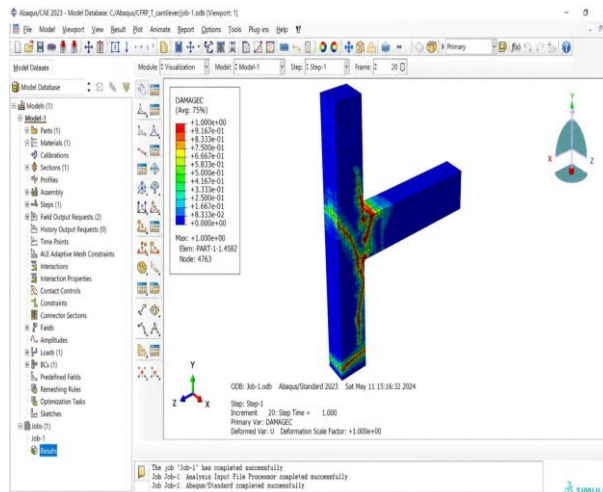 Abaqus/CAE 2023 - Model Database: C:/Abaqus/CFRP_T_cantilever/job-1.odb [Viewport: 1]
File Model Viewport View Result Plot Animate Report Options Tools Plug-ins Help
Primary
Module: Visualization Model: Model-1 Step: Step-1 Frame: 20
Model Database
Models (1)
Model-1
Parts (1)
Materials (1)
Calibrations
Sections (1)
Profiles
Assembly
Steps (1)
Field Output Requests (2)
History Output Requests (0)
Time Points
ALE Adaptive Mesh Constraints
Interactions
Interaction Properties
Contact Controls
Constraints
Connector Sections
Fields
Amplitudes
Loads (1)
BCs (1)
Predefined Fields
Remeshing Rules
Optimization Tasks
Sketches
Jobs (1)
Job-1
Results
DAMAGEC
(Avg: 75%)
+1.000e+00
+9.167e-01
+8.333e-01
+7.500e-01
+6.667e-01
+5.833e-01
+5.000e-01
+4.167e-01
+3.333e-01
+2.500e-01
+1.667e-01
+8.333e-02
+0.000e+00
Max: +1.000e+00
Elem: PART-1-1.4582
Node: 4763
Y
X
Z
Y
Z
X
ODB: Job-1.odb Abaqus/Standard 2023 Sat May 11 15:16:32 2024
Step: Step-1
Increment 20: Step Time = 1.000
Primary Var: DAMAGEC
Deformed Var: U Deformation Scale Factor: +1.000e+00
The job "Job-1" has completed successfully
Job Job-1: Analysis Input File Processor completed successfully
Job Job-1: Abaqus/Standard completed successfully